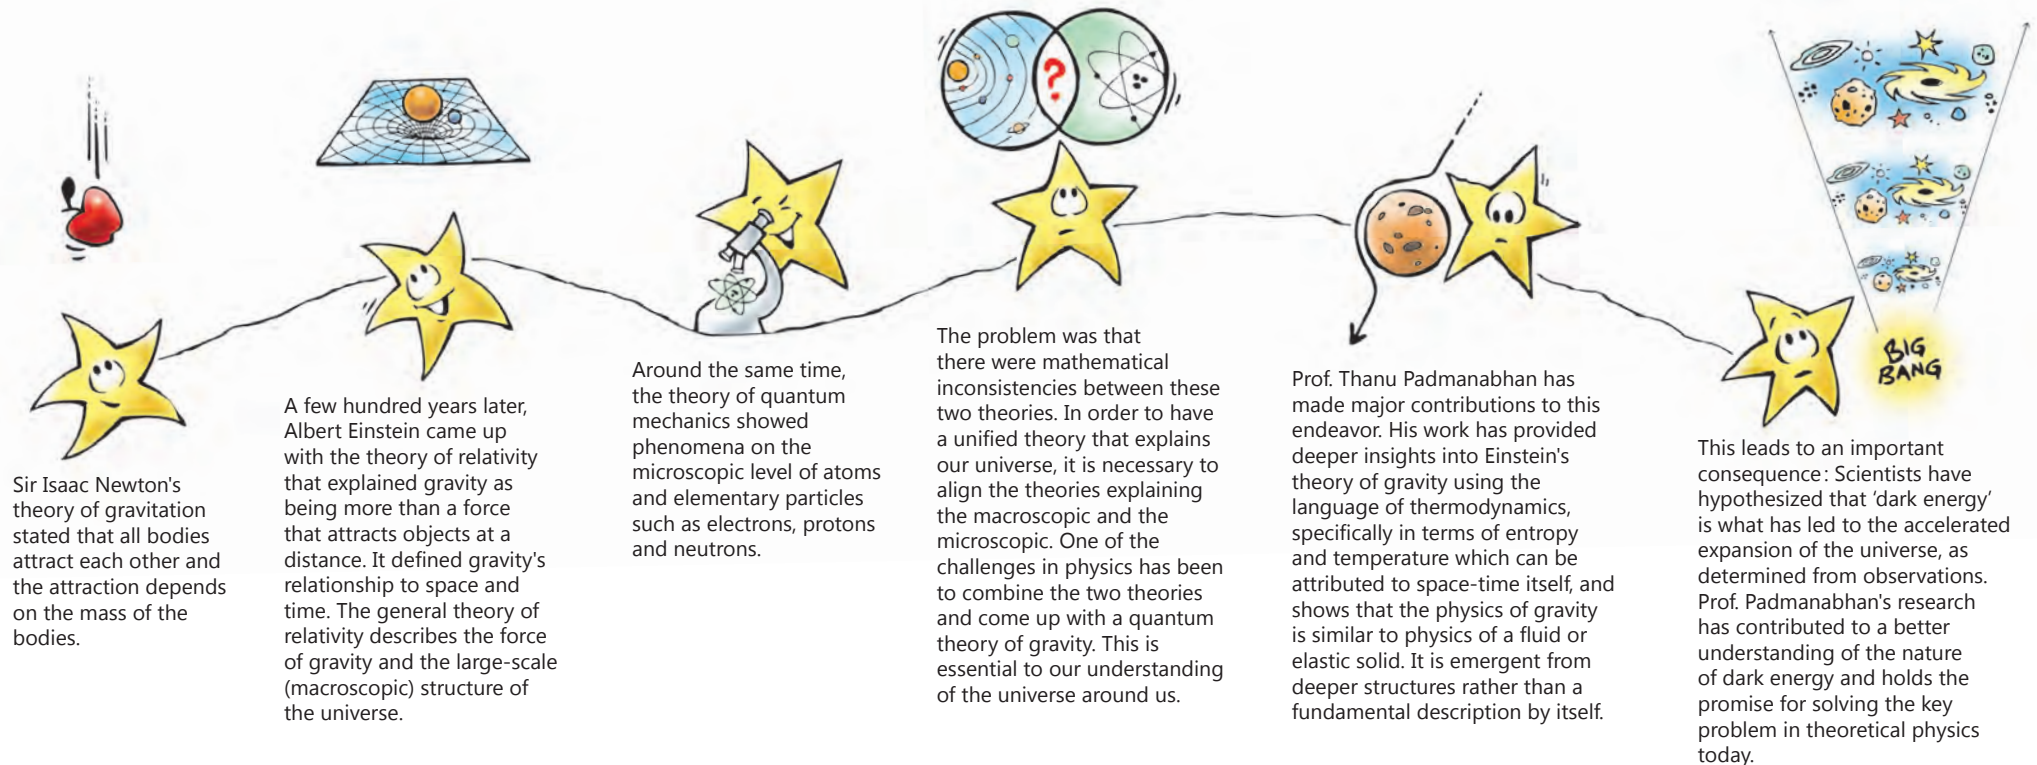 Sir Isaac Newton's
theory of gravitation
stated that all bodies
attract each other and
the attraction depends
on the mass of the
bodies.
A few hundred years later,
Albert Einstein came up
with the theory of relativity
that explained gravity as
being more than a force
that attracts objects at a
distance. It defined gravity's
relationship to space and
time. The general theory of
relativity describes the force
of gravity and the large-scale
(macroscopic) structure of
the universe.
Around the same time,
the theory of quantum
mechanics showed
phenomena on the
microscopic level of atoms
and elementary particles
such as electrons, protons
and neutrons.
?
The problem was that
there were mathematical
inconsistencies between these
two theories. In order to have
a unified theory that explains
our universe, it is necessary to
align the theories explaining
the macroscopic and the
microscopic. One of the
challenges in physics has been
to combine the two theories
and come up with a quantum
theory of gravity. This is
essential to our understanding
of the universe around us.
Prof. Thanu Padmanabhan has
made major contributions to this
endeavor. His work has provided
deeper insights into Einstein's
theory of gravity using the
language of thermodynamics,
specifically in terms of entropy
and temperature which can be
attributed to space-time itself, and
shows that the physics of gravity
is similar to physics of a fluid or
elastic solid. It is emergent from
deeper structures rather than a
fundamental description by itself.
BIG
BANG
This leads to an important
consequence: Scientists have
hypothesized that ‘dark energy’
is what has led to the accelerated
expansion of the universe, as
determined from observations.
Prof. Padmanabhan's research
has contributed to a better
understanding of the nature
of dark energy and holds the
promise for solving the key
problem in theoretical physics
today.